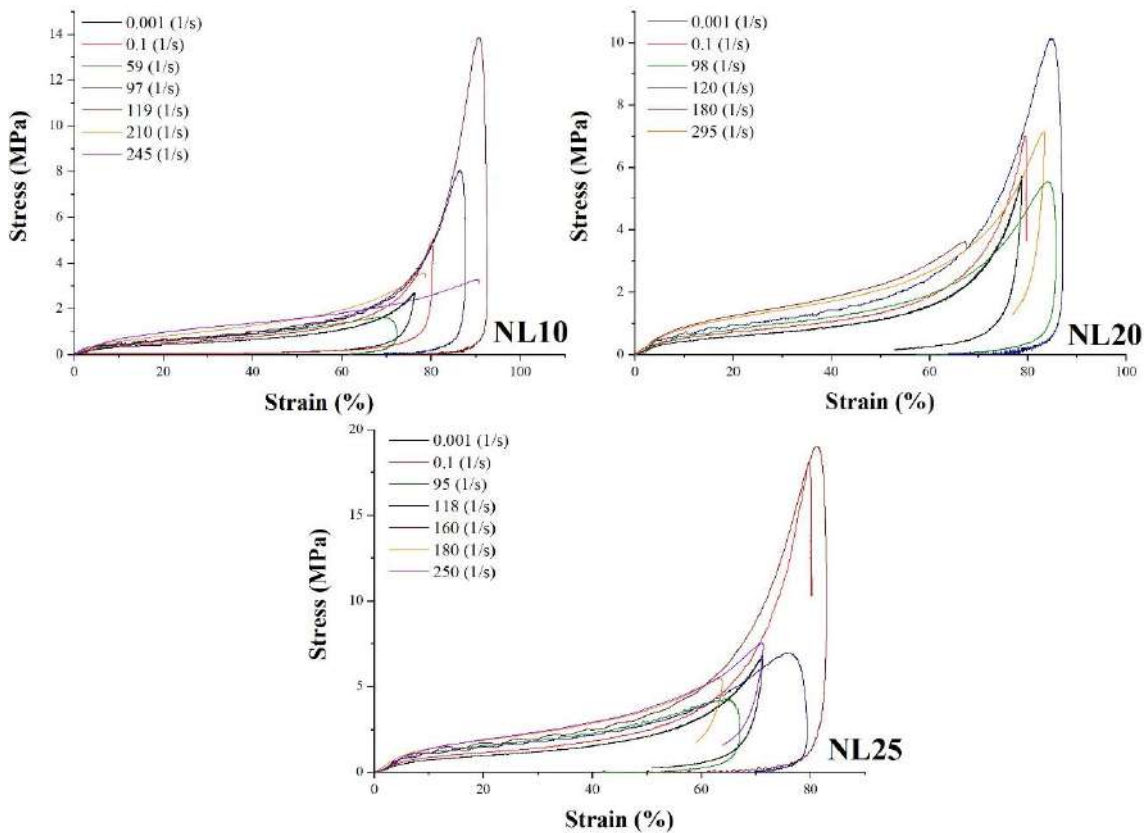 0.001 (1/s)
0.1 (1/s)
59 (1/s)
97 (1/s)
119 (1/s)
210 (1/s)
245 (1/s)
Stress (MPa)
14
12
10
8
6
4
2
0
0 20 40 60 80 100
NL10
Strain (%)
0.001 (1/s)
0.1 (1/s)
98 (1/s)
120 (1/s)
180 (1/s)
295 (1/s)
Stress (MPa)
10
8
6
4
2
0
0 20 40 60 80 100
NL20
Strain (%)
0.001 (1/s)
0.1 (1/s)
95 (1/s)
118 (1/s)
160 (1/s)
180 (1/s)
250 (1/s)
Stress (MPa)
20
15
10
5
0
0 20 40 60 80
NL25
Strain (%)